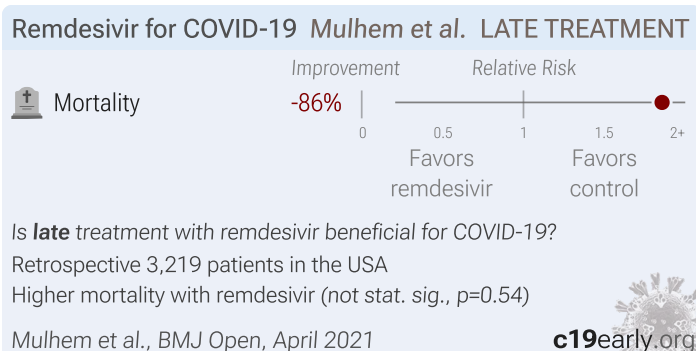 Remdesivir for COVID-19 Mulhem et al. LATE TREATMENT
Improvement Relative Risk
Mortality -86%
0 0.5 1 1.5 2+
Favors remdesivir
Favors control
Is late treatment with remdesivir beneficial for COVID-19?
Retrospective 3,219 patients in the USA
Higher mortality with remdesivir (not stat. sig., p=0.54)
Mulhem et al., BMJ Open, April 2021 c19early.org